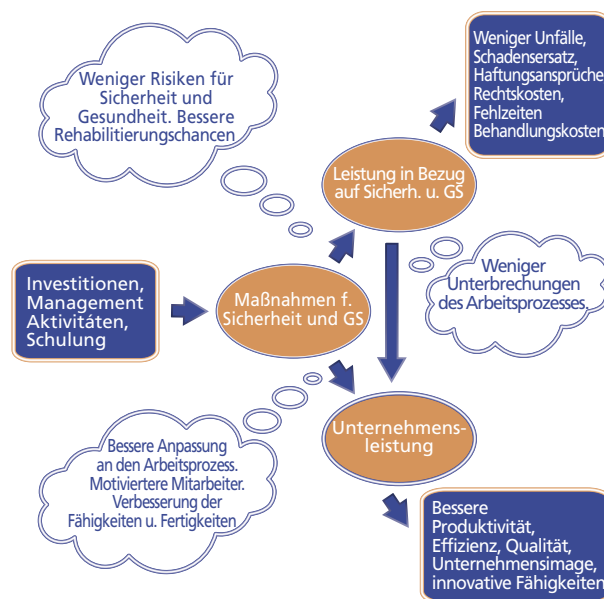 Weniger Risiken für
Sicherheit und
Gesundheit. Bessere
Rehabilitierungschancen
Weniger Unfälle,
Schadensersatz,
Haftungsansprüche
Rechtskosten,
Fehlzeiten
Behandlungskosten
Leistung in Bezug
auf Sicherh. u. GS
Weniger
Unterbrechungen
des Arbeitsprozesses.
Investitionen,
Management
Aktivitäten,
Schulung
Maßnahmen f.
Sicherheit und GS
Unternehmens-
leistung
Bessere Anpassung
an den Arbeitsprozess.
Motiviertere Mitarbeiter.
Verbesserung der
Fähigkeiten u. Fertigkeiten
Bessere
Produktivität,
Effizienz, Qualität,
Unternehmensimage,
innovative Fähigkeiten